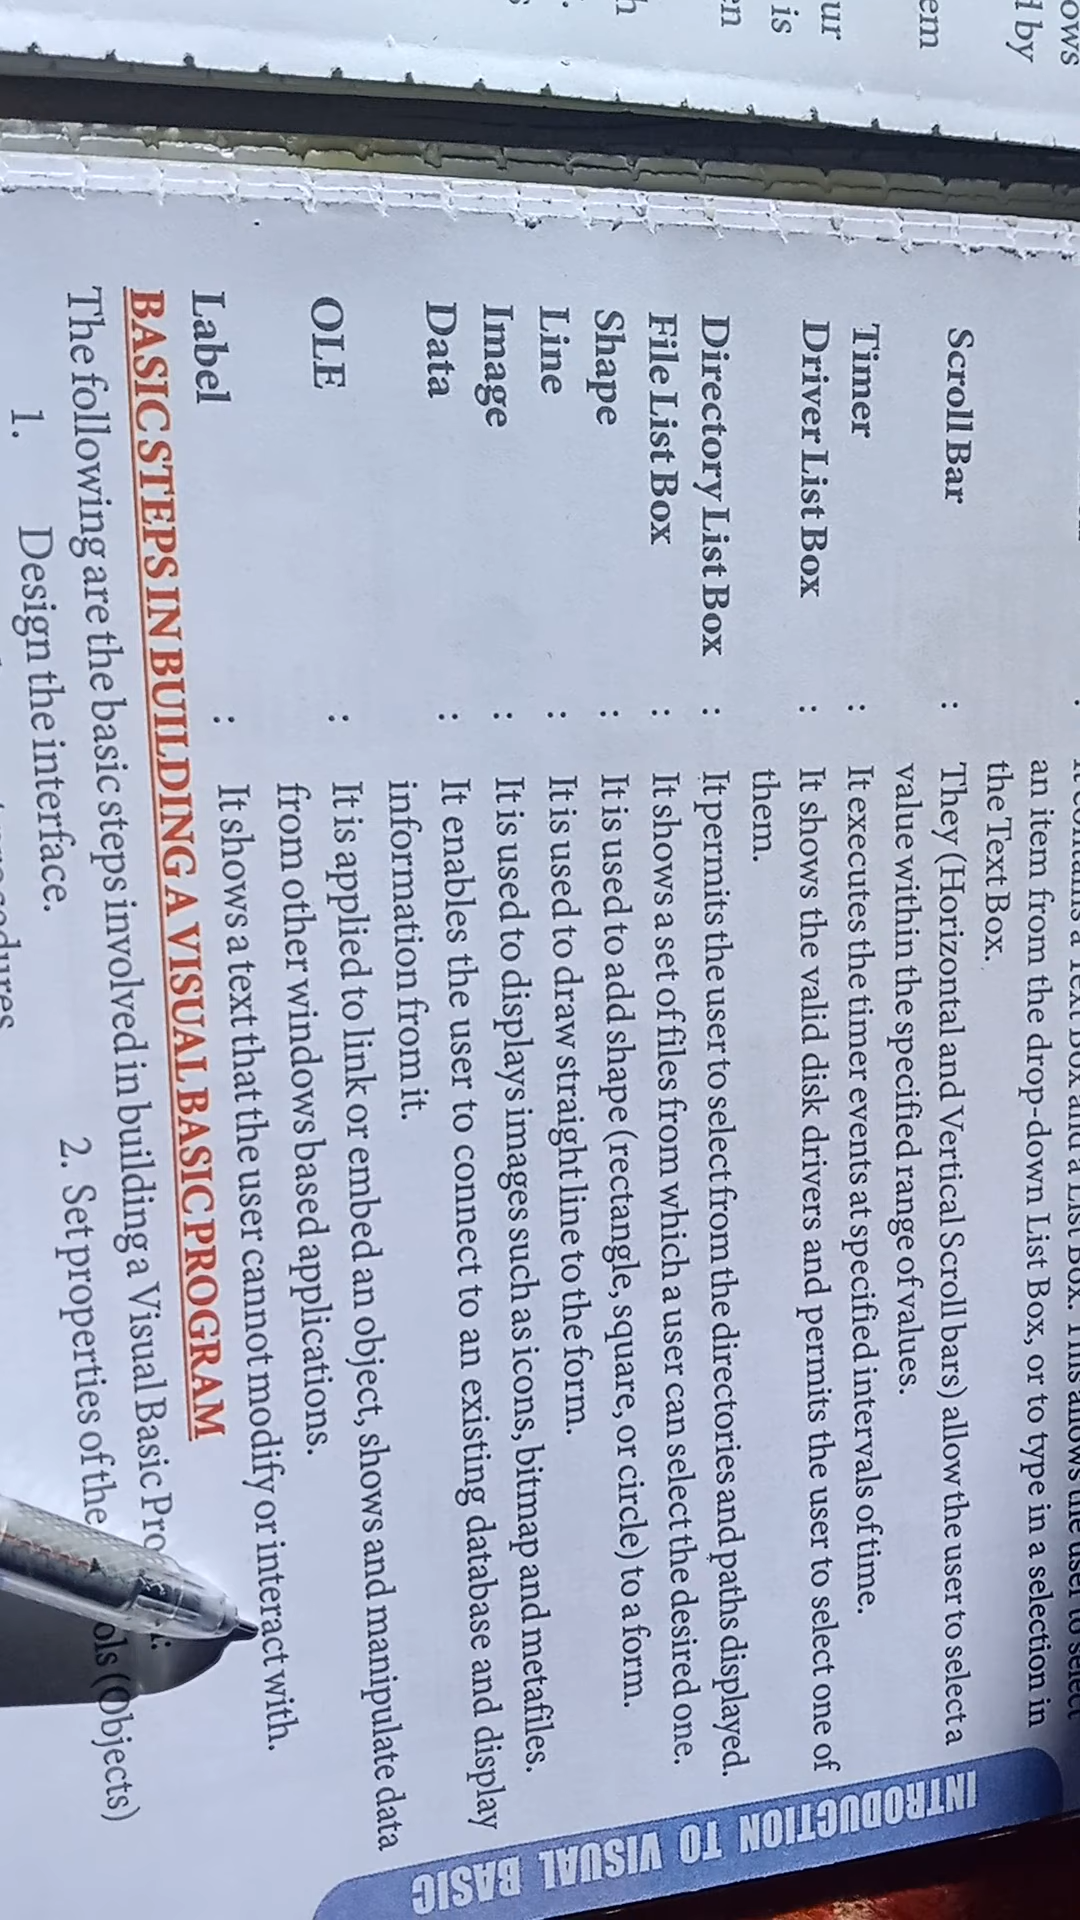 ows
d by
em
ur
is
en
h
an item from the drop-down List Box, or to type in a selection in
the Text Box.
Scroll Bar : They (Horizontal and Vertical Scroll bars) allow the user to select a
value within the specified range of values.
Timer : It executes the timer events at specified intervals of time.
Driver List Box : It shows the valid disk drivers and permits the user to select one of
them.
Directory List Box : It permits the user to select from the directories and paths displayed.
File List Box : It shows a set of files from which a user can select the desired one.
Shape : It is used to add shape (rectangle, square, or circle) to a form.
Line : It is used to draw straight line to the form.
Image : It is used to displays images such as icons, bitmap and metafiles.
Data : It enables the user to connect to an existing database and display
information from it.
OLE : It is applied to link or embed an object, shows and manipulate data
from other windows based applications.
Label : It shows a text that the user cannot modify or interact with.
BASIC STEPS IN BUILDING A VISUAL BASIC PROGRAM
The following are the basic steps involved in building a Visual Basic Pro
1. Design the interface. 2. Set properties of the ols (Objects)
INTRODUCTION TO VISUAL BASIC